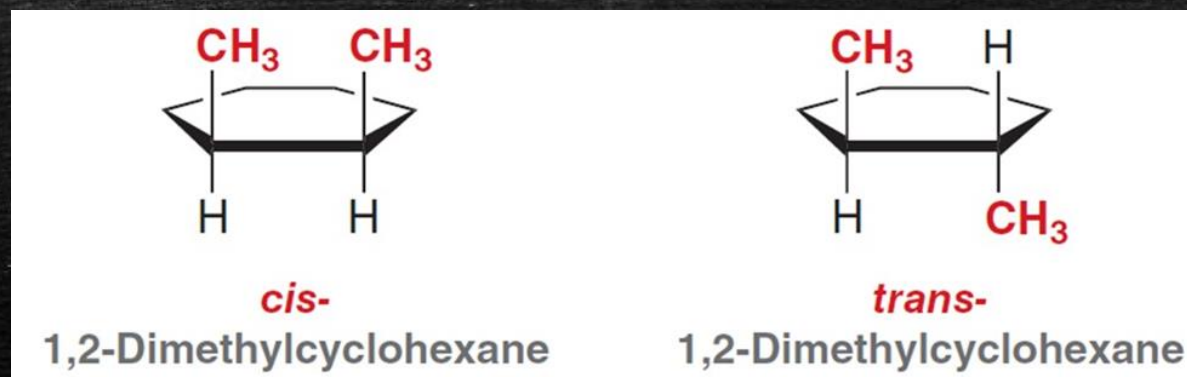 CH3 CH3
H H
cis-
1,2-Dimethylcyclohexane
CH3 H
H CH3
trans-
1,2-Dimethylcyclohexane